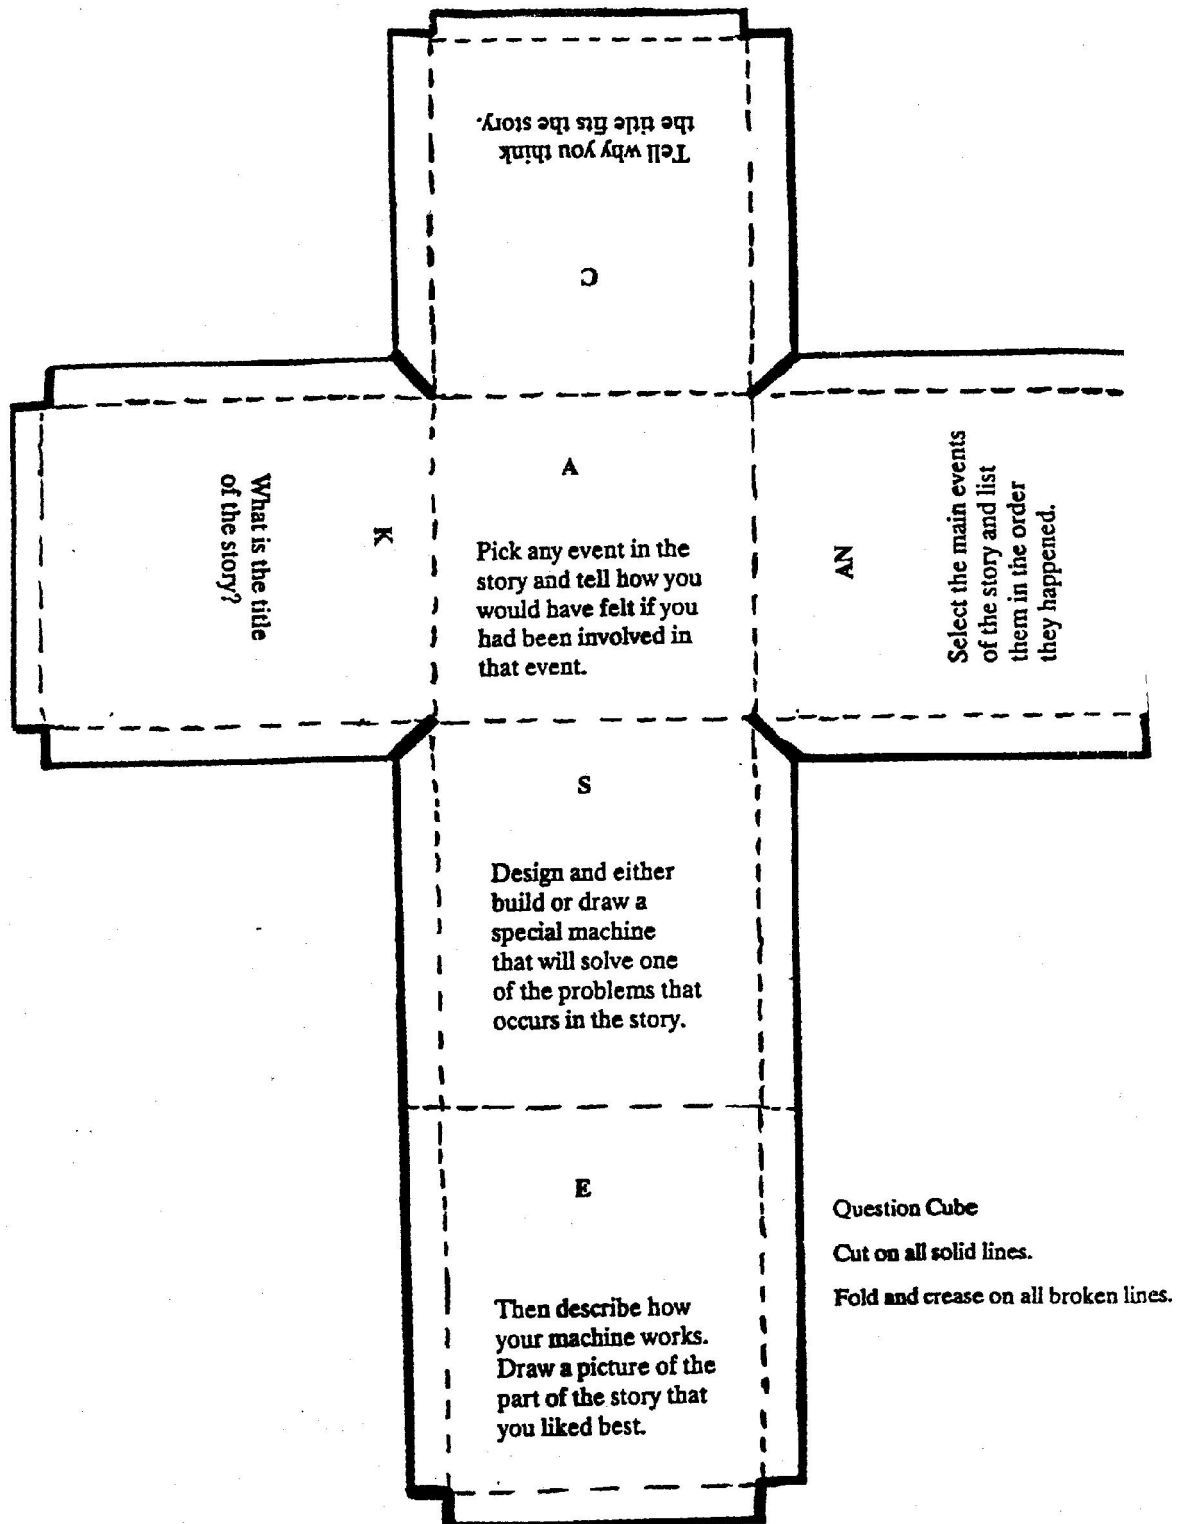 Tell why you think
the title fits the story.
C
What is the title
of the story?
K
A
Pick any event in the
story and tell how you
would have felt if you
had been involved in
that event.
AN
Select the main events
of the story and list
them in the order
they happened.
S
Design and either
build or draw a
special machine
that will solve one
of the problems that
occurs in the story.
E
Then describe how
your machine works.
Draw a picture of the
part of the story that
you liked best.
Question Cube
Cut on all solid lines.
Fold and crease on all broken lines.